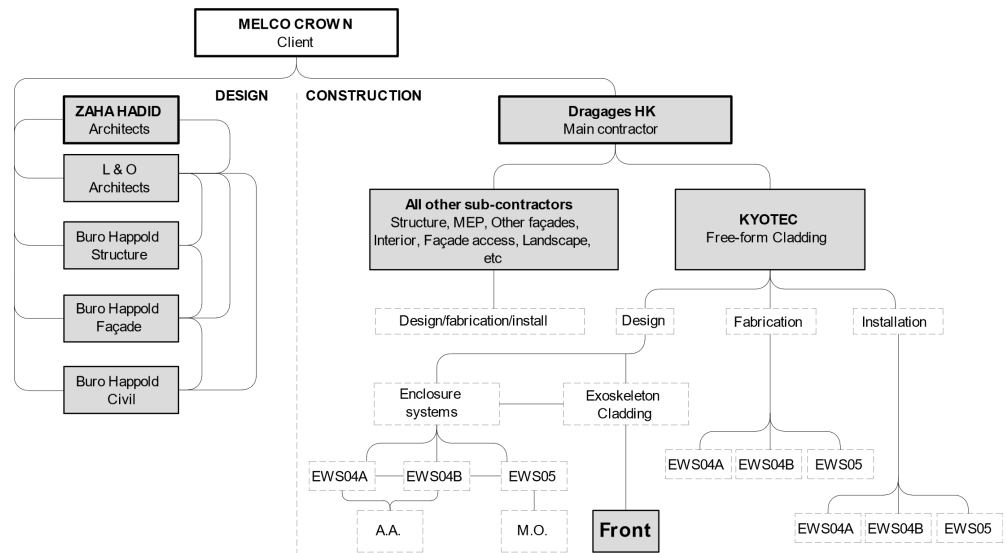 MELCO CROWN
Client
DESIGN
CONSTRUCTION
ZAHA HADID
Architects
L & O
Architects
Buro Happold
Structure
Buro Happold
Façade
Buro Happold
Civil
Dragages HK
Main contractor
All other sub-contractors
Structure, MEP, Other façades,
Interior, Façade access, Landscape,
etc
KYOTEC
Free-form Cladding
Design/fabrication/install
Design
Fabrication
Installation
Enclosure
systems
Exoskeleton
Cladding
EWS04A
EWS04B
EWS05
A.A.
M.O.
Front
EWS04A
EWS04B
EWS05
EWS04A
EWS04B
EWS05